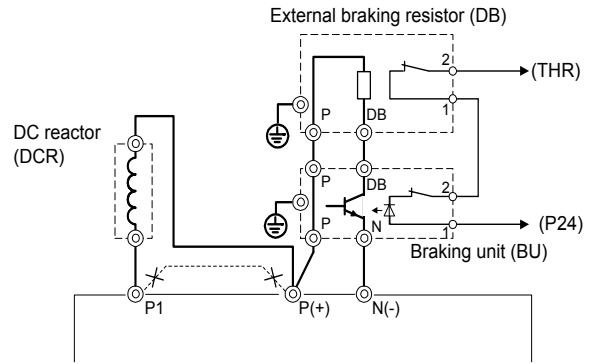 External braking resistor (DB)
2
(THR)
1
P
DB
DC reactor
(DCR)
P
DB
2
P
N
1
(P24)
Braking unit (BU)
P1
P(+)
N(-)